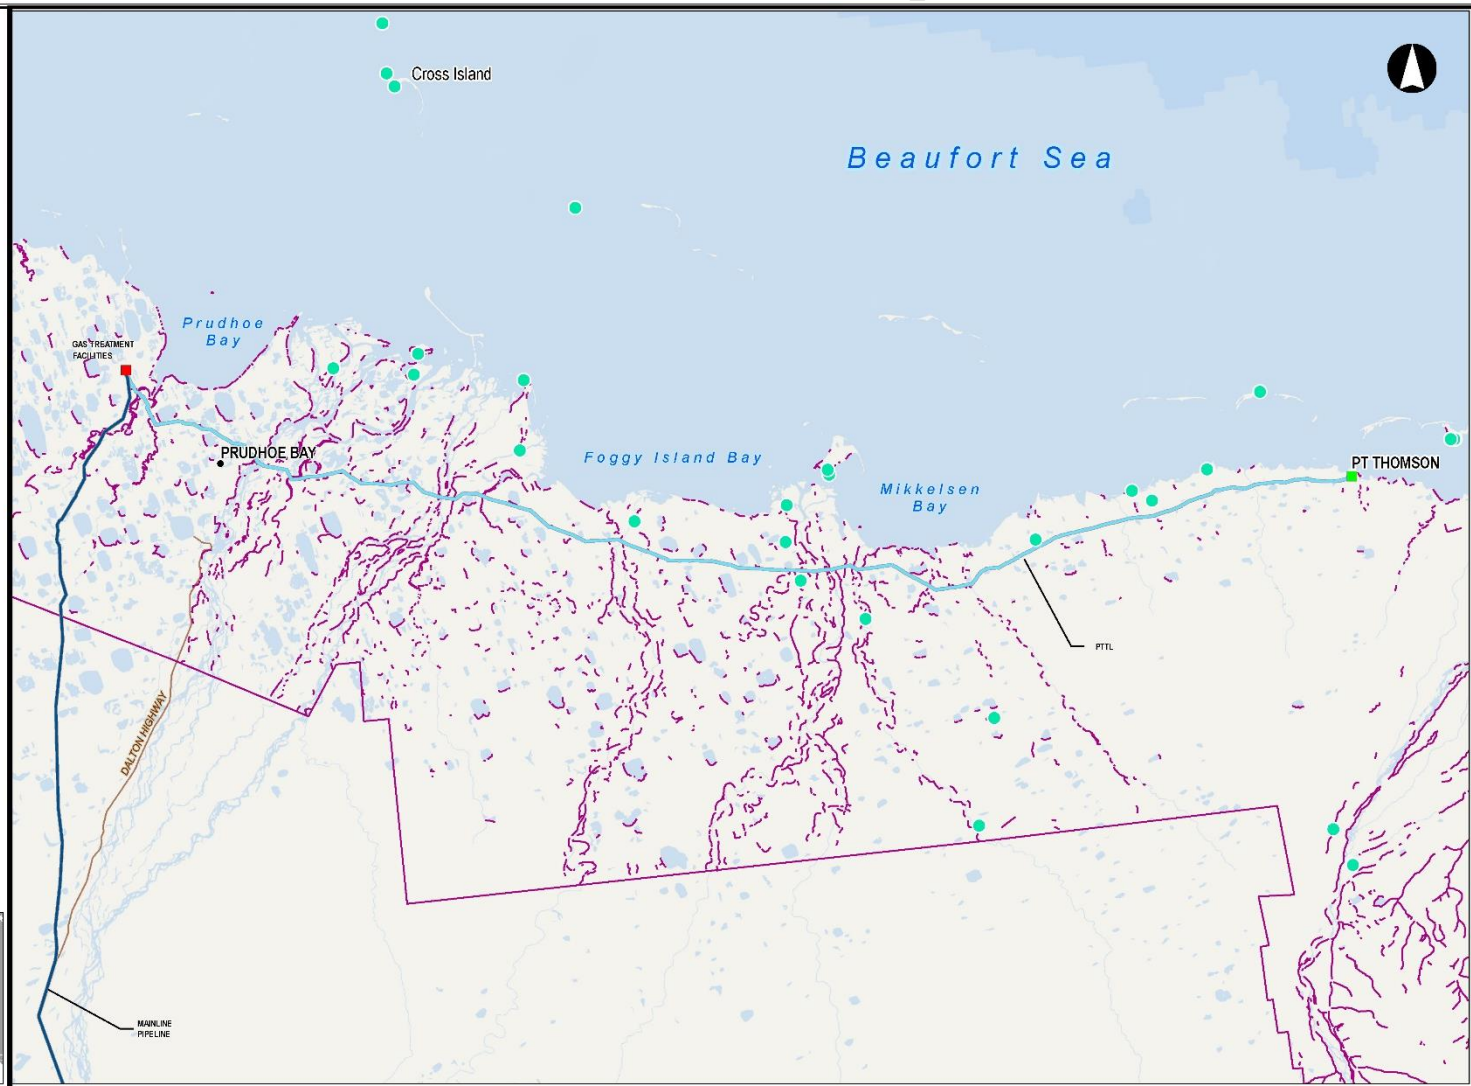 Cross Island
Beaufort Sea
Prudhoe
Bay
GAS TREATMENT
FACILITIES
PRUDHOE BAY
Foggy Island Bay
Mikkelsen
Bay
PT THOMSON
PTTL
DALTON HIGHWAY
MAINLINE
PIPELINE